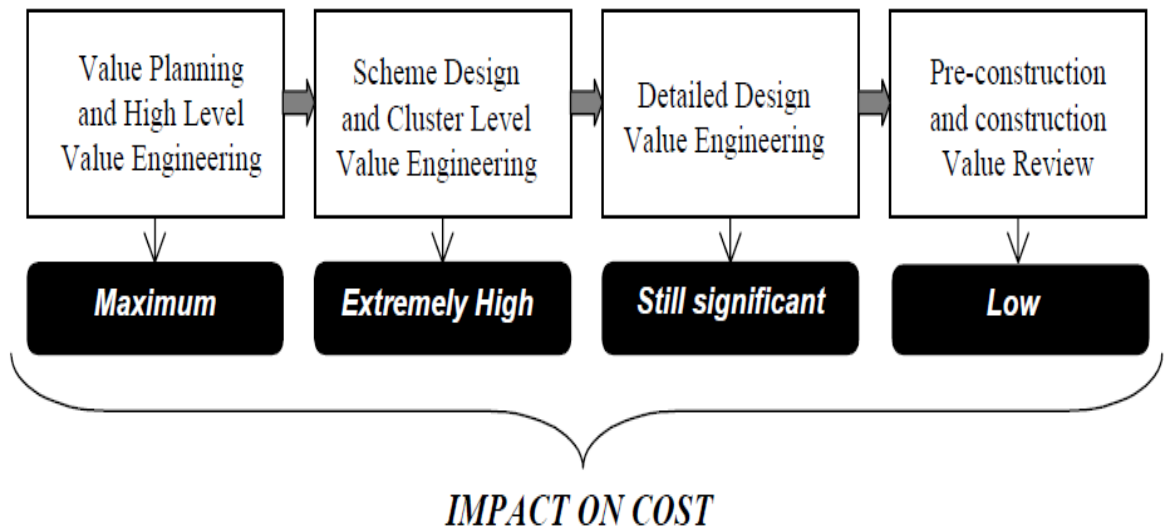 Value Planning
and High Level
Value Engineering
Scheme Design
and Cluster Level
Value Engineering
Detailed Design
Value Engineering
Pre-construction
and construction
Value Review
Maximum
Extremely High
Still significant
Low
IMPACT ON COST